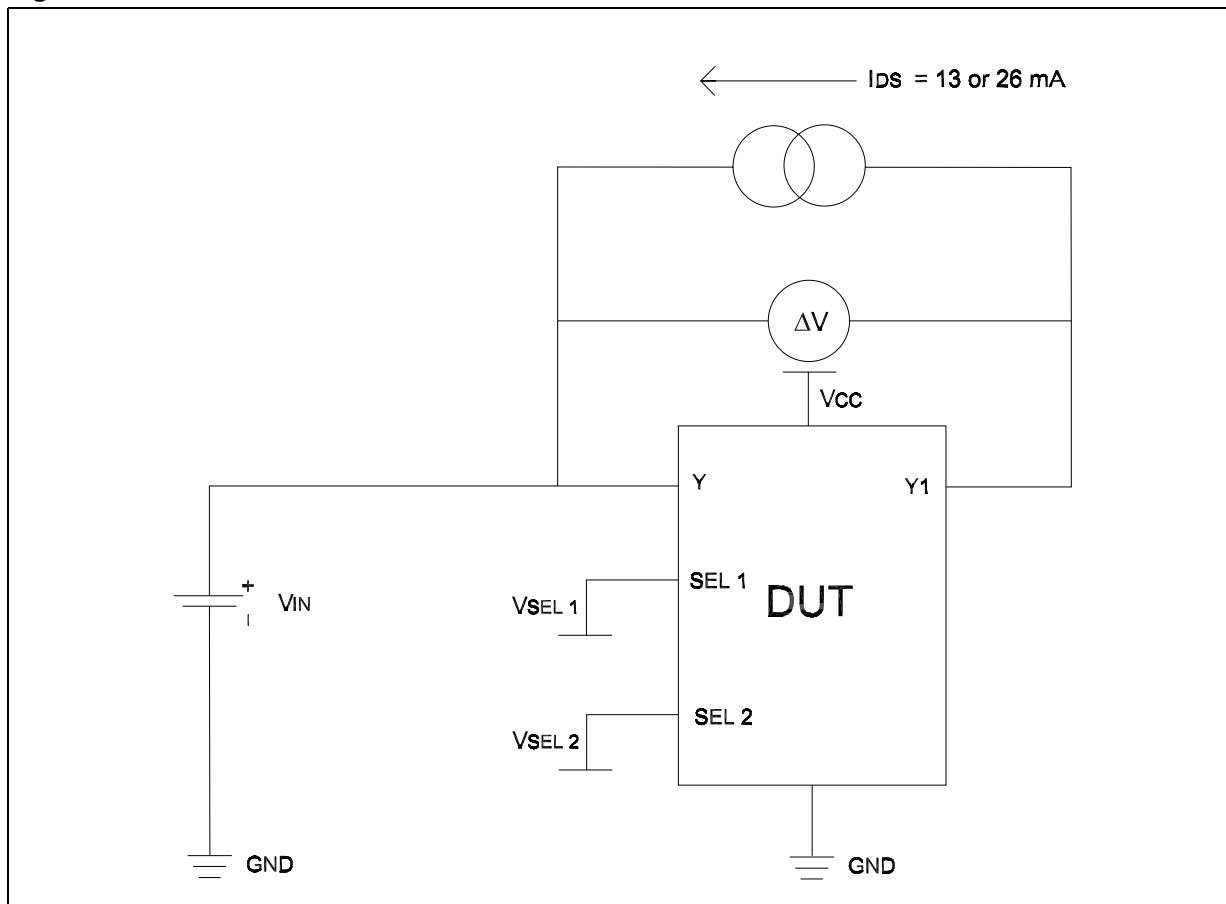 IDS = 13 or 26 mA
ΔV
VCC
Y
Y1
SEL 1
DUT
+
VIN
-
VSEL 1
SEL 2
VSEL 2
GND
GND